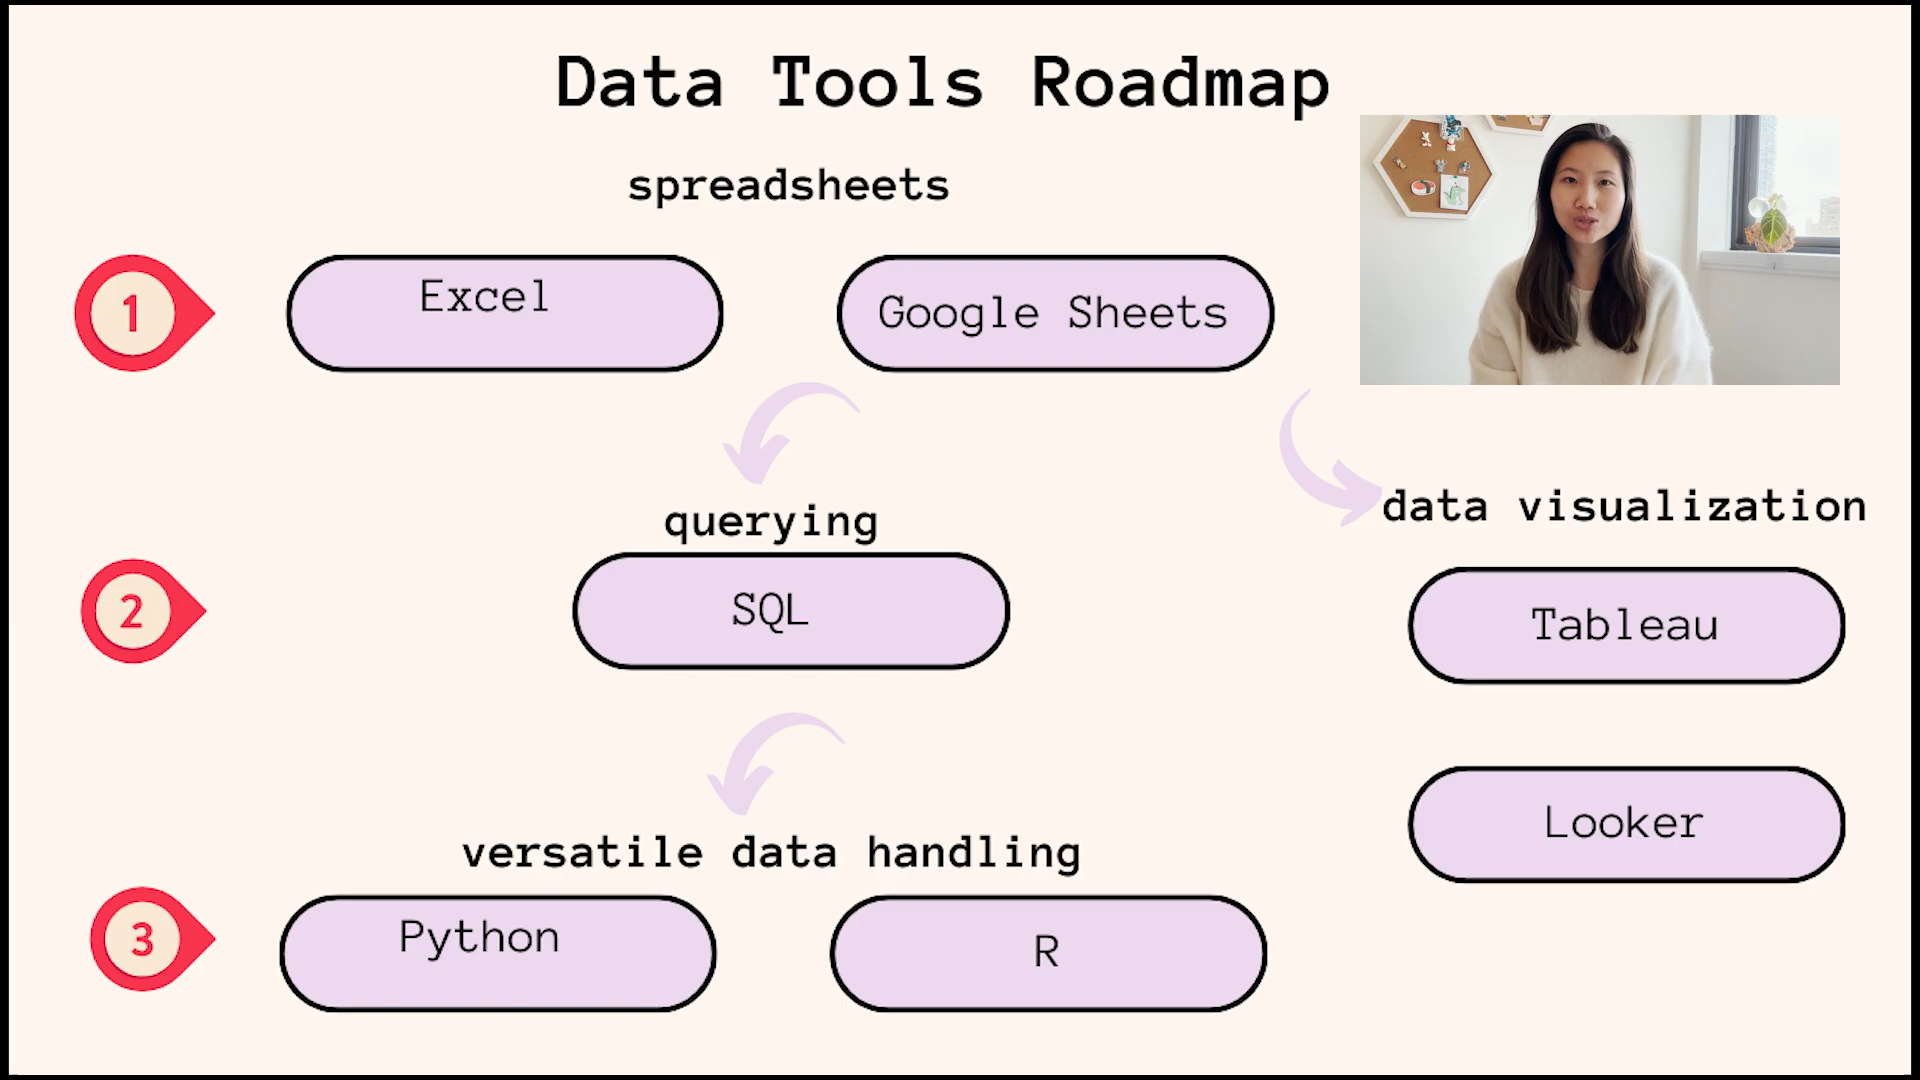 Data Tools Roadmap
spreadsheets
1
Excel
Google Sheets
querying
data visualization
2
SQL
Tableau
Looker
versatile data handling
3
Python
R